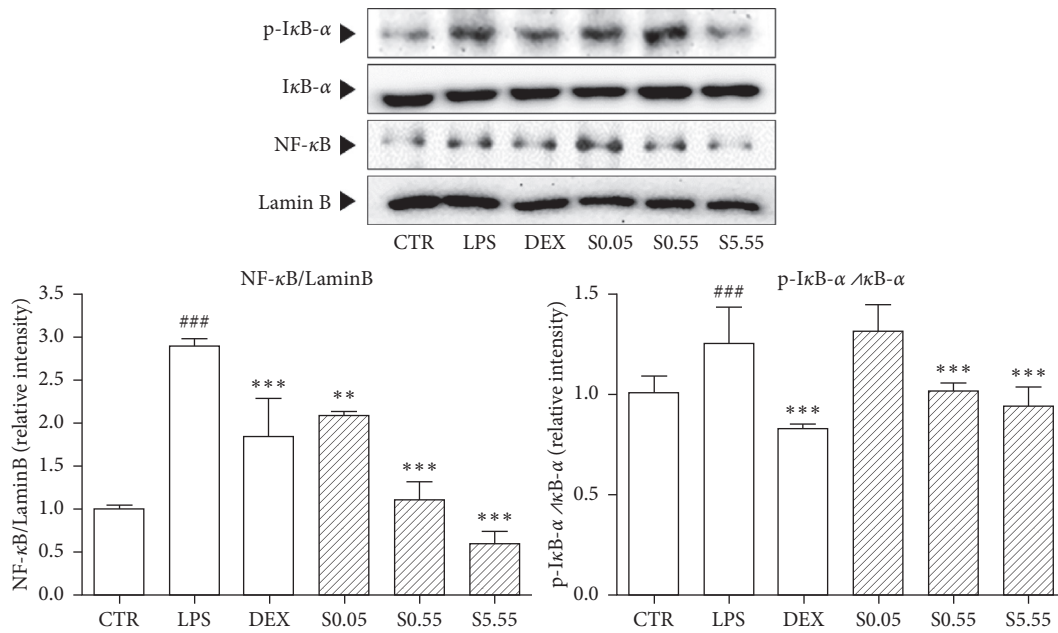 p-IκB-α
IκB-α
NF-κB
Lamin B
CTR LPS DEX S0.05 S0.55 S5.55
NF-κB/LaminB
NF-κB/LaminB (relative intensity)
3.5
3.0
2.5
2.0
1.5
1.0
0.5
0.0
###
***
**
***
***
CTR LPS DEX S0.05 S0.55 S5.55
p-IκB-α /IκB-α
p-IκB-α /IκB-α (relative intensity)
1.5
1.0
0.5
0.0
###
***
***
***
CTR LPS DEX S0.05 S0.55 S5.55